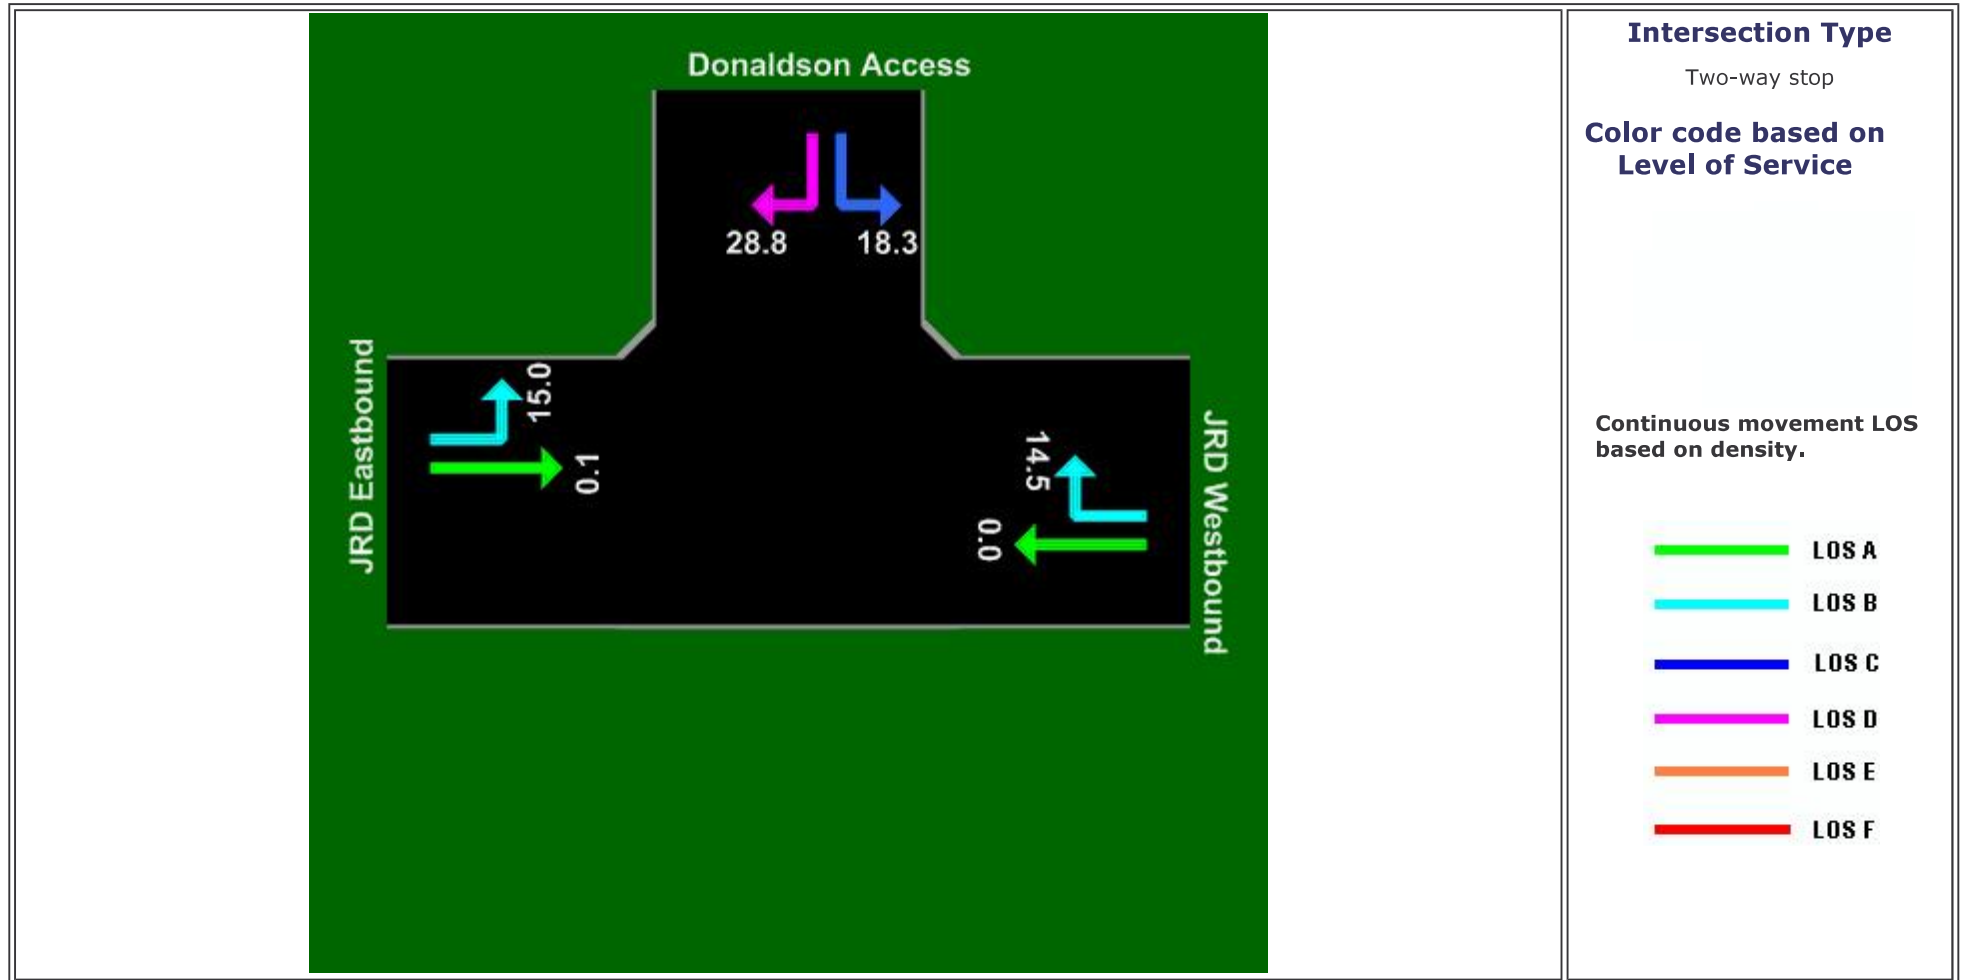 Donaldson Access
28.8
18.3
JRD Eastbound
15.0
0.1
14.5
0.0
JRD Westbound
Intersection Type
Two-way stop
Color code based on
Level of Service
Continuous movement LOS
based on density.
LOS A
LOS B
LOS C
LOS D
LOS E
LOS F